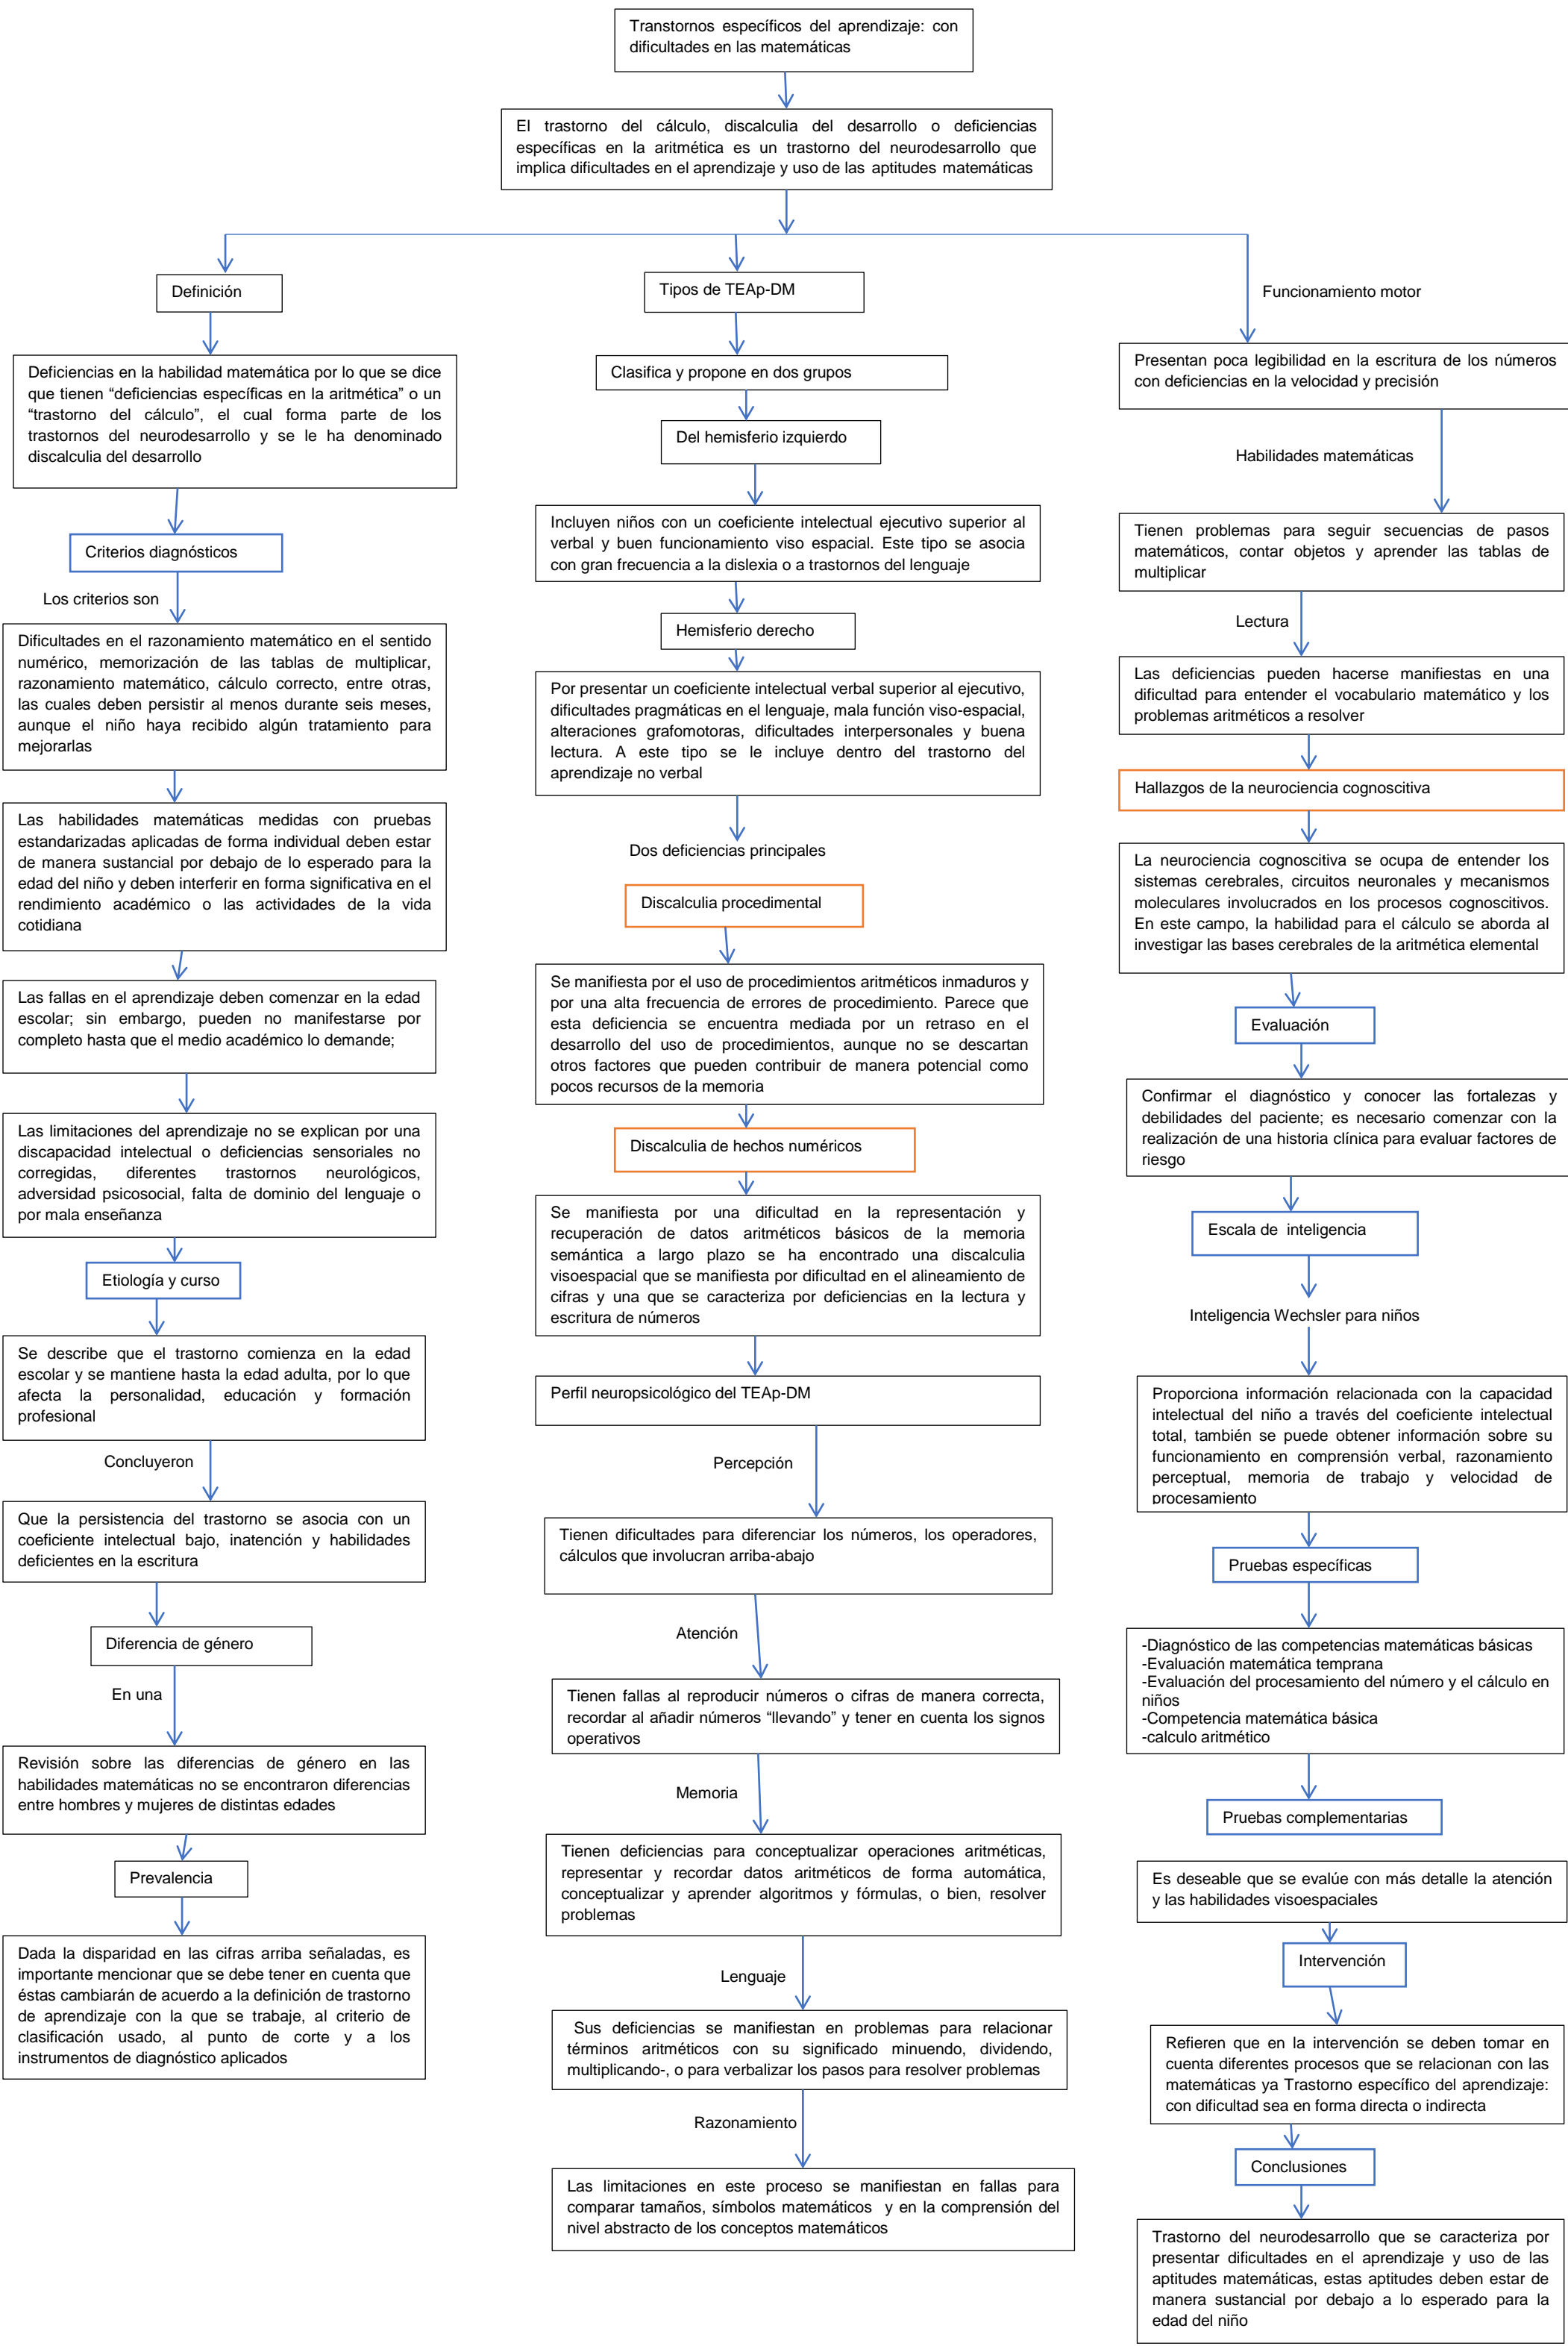 Transtornos específicos del aprendizaje: con
dificultades en las matemáticas
El trastorno del cálculo, discalculia del desarrollo o deficiencias
específicas en la aritmética es un trastorno del neurodesarrollo que
implica dificultades en el aprendizaje y uso de las aptitudes matemáticas
Definición
Deficiencias en la habilidad matemática por lo que se dice
que tienen “deficiencias específicas en la aritmética” o un
“trastorno del cálculo”, el cual forma parte de los
trastornos del neurodesarrollo y se le ha denominado
discalculia del desarrollo
Criterios diagnósticos
Los criterios son
Dificultades en el razonamiento matemático en el sentido
numérico, memorización de las tablas de multiplicar,
razonamiento matemático, cálculo correcto, entre otras,
las cuales deben persistir al menos durante seis meses,
aunque el niño haya recibido algún tratamiento para
mejorarlas
Las habilidades matemáticas medidas con pruebas
estandarizadas aplicadas de forma individual deben estar
de manera sustancial por debajo de lo esperado para la
edad del niño y deben interferir en forma significativa en el
rendimiento académico o las actividades de la vida
cotidiana
Las fallas en el aprendizaje deben comenzar en la edad
escolar; sin embargo, pueden no manifestarse por
completo hasta que el medio académico lo demande;
Las limitaciones del aprendizaje no se explican por una
discapacidad intelectual o deficiencias sensoriales no
corregidas, diferentes trastornos neurológicos,
adversidad psicosocial, falta de dominio del lenguaje o
por mala enseñanza
Etiología y curso
Se describe que el trastorno comienza en la edad
escolar y se mantiene hasta la edad adulta, por lo que
afecta la personalidad, educación y formación
profesional
Concluyeron
Que la persistencia del trastorno se asocia con un
coeficiente intelectual bajo, inatención y habilidades
deficientes en la escritura
Diferencia de género
En una
Revisión sobre las diferencias de género en las
habilidades matemáticas no se encontraron diferencias
entre hombres y mujeres de distintas edades
Prevalencia
Dada la disparidad en las cifras arriba señaladas, es
importante mencionar que se debe tener en cuenta que
éstas cambiarán de acuerdo a la definición de trastorno
de aprendizaje con la que se trabaje, al criterio de
clasificación usado, al punto de corte y a los
instrumentos de diagnóstico aplicados
Tipos de TEAp-DM
Clasifica y propone en dos grupos
Del hemisferio izquierdo
Incluyen niños con un coeficiente intelectual ejecutivo superior al
verbal y buen funcionamiento viso espacial. Este tipo se asocia
con gran frecuencia a la dislexia o a trastornos del lenguaje
Hemisferio derecho
Por presentar un coeficiente intelectual verbal superior al ejecutivo,
dificultades pragmáticas en el lenguaje, mala función viso-espacial,
alteraciones grafomotoras, dificultades interpersonales y buena
lectura. A este tipo se le incluye dentro del trastorno del
aprendizaje no verbal
Dos deficiencias principales
Discalculia procedimental
Se manifiesta por el uso de procedimientos aritméticos inmaduros y
por una alta frecuencia de errores de procedimiento. Parece que
esta deficiencia se encuentra mediada por un retraso en el
desarrollo del uso de procedimientos, aunque no se descartan
otros factores que pueden contribuir de manera potencial como
pocos recursos de la memoria
Discalculia de hechos numéricos
Se manifiesta por una dificultad en la representación y
recuperación de datos aritméticos básicos de la memoria
semántica a largo plazo se ha encontrado una discalculia
visoespacial que se manifiesta por dificultad en el alineamiento de
cifras y una que se caracteriza por deficiencias en la lectura y
escritura de números
Perfil neuropsicológico del TEAp-DM
Percepción
Tienen dificultades para diferenciar los números, los operadores,
cálculos que involucran arriba-abajo
Atención
Tienen fallas al reproducir números o cifras de manera correcta,
recordar al añadir números “llevando” y tener en cuenta los signos
operativos
Memoria
Tienen deficiencias para conceptualizar operaciones aritméticas,
representar y recordar datos aritméticos de forma automática,
conceptualizar y aprender algoritmos y fórmulas, o bien, resolver
problemas
Lenguaje
Sus deficiencias se manifiestan en problemas para relacionar
términos aritméticos con su significado minuendo, dividendo,
multiplicando-, o para verbalizar los pasos para resolver problemas
Razonamiento
Las limitaciones en este proceso se manifiestan en fallas para
comparar tamaños, símbolos matemáticos y en la comprensión del
nivel abstracto de los conceptos matemáticos
Funcionamiento motor
Presentan poca legibilidad en la escritura de los números
con deficiencias en la velocidad y precisión
Habilidades matemáticas
Tienen problemas para seguir secuencias de pasos
matemáticos, contar objetos y aprender las tablas de
multiplicar
Lectura
Las deficiencias pueden hacerse manifiestas en una
dificultad para entender el vocabulario matemático y los
problemas aritméticos a resolver
Hallazgos de la neurociencia cognoscitiva
La neurociencia cognoscitiva se ocupa de entender los
sistemas cerebrales, circuitos neuronales y mecanismos
moleculares involucrados en los procesos cognoscitivos.
En este campo, la habilidad para el cálculo se aborda al
investigar las bases cerebrales de la aritmética elemental
Evaluación
Confirmar el diagnóstico y conocer las fortalezas y
debilidades del paciente; es necesario comenzar con la
realización de una historia clínica para evaluar factores de
riesgo
Escala de inteligencia
Inteligencia Wechsler para niños
Proporciona información relacionada con la capacidad
intelectual del niño a través del coeficiente intelectual
total, también se puede obtener información sobre su
funcionamiento en comprensión verbal, razonamiento
perceptual, memoria de trabajo y velocidad de
procesamiento
Pruebas específicas
-Diagnóstico de las competencias matemáticas básicas
-Evaluación matemática temprana
-Evaluación del procesamiento del número y el cálculo en
niños
-Competencia matemática básica
-calculo aritmético
Pruebas complementarias
Es deseable que se evalúe con más detalle la atención
y las habilidades visoespaciales
Intervención
Refieren que en la intervención se deben tomar en
cuenta diferentes procesos que se relacionan con las
matemáticas ya Trastorno específico del aprendizaje:
con dificultad sea en forma directa o indirecta
Conclusiones
Trastorno del neurodesarrollo que se caracteriza por
presentar dificultades en el aprendizaje y uso de las
aptitudes matemáticas, estas aptitudes deben estar de
manera sustancial por debajo a lo esperado para la
edad del niño